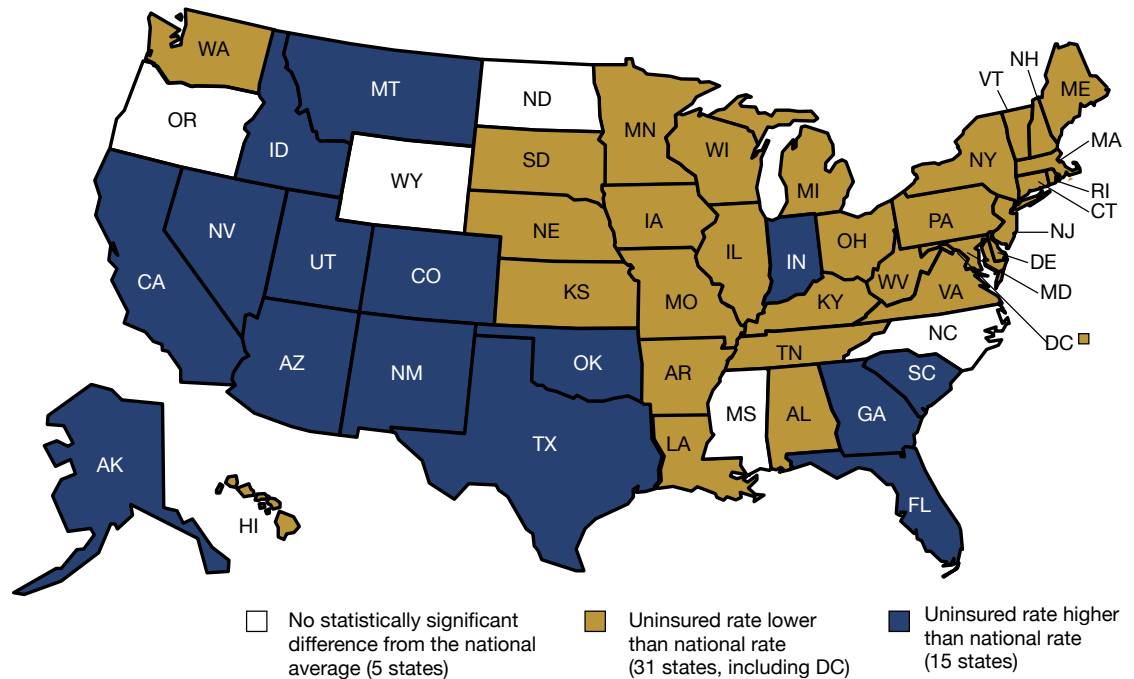 WA
MT
ND
MN
VT
NH
ME
OR
ID
SD
WI
MI
NY
MA
WY
RI
CT
NV
NE
IA
PA
NJ
CA
UT
CO
IL
IN
OH
DE
KS
MO
WV
VA
MD
KY
NC
DC
AZ
NM
OK
AR
TN
SC
MS
AL
GA
TX
LA
AK
FL
HI
No statistically significant
difference from the national
average (5 states)
Uninsured rate lower
than national rate
(31 states, including DC)
Uninsured rate higher
than national rate
(15 states)